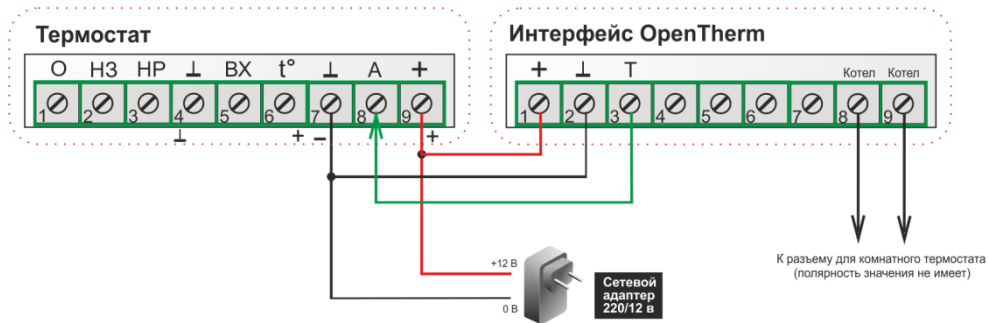 Термостат
О НЗ НР ⊥ ВХ t° ⊥ А +
1 2 3 4 5 6 7 8 9
⊥ + − +
Интерфейс OpenTherm
+ ⊥ Т Котел Котел
1 2 3 4 5 6 7 8 9
К разъему для комнатного термостата
(полярность значения не имеет)
+12 В
0 В
Сетевой
адаптер
220/12 в